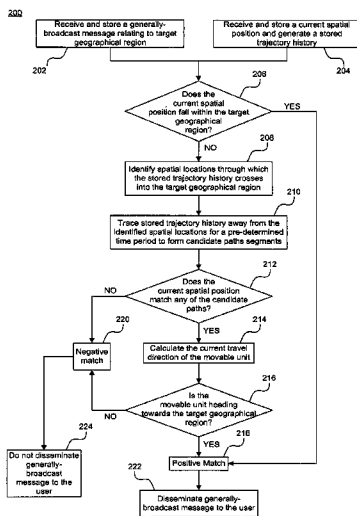 200
Receive and store a generally-
broadcast message relating to target
geographical region
202
Receive and store a current spatial
position and generate a stored
trajectory history
204
206
Does the
current spatial
position fall within the target
geographical
region?
YES
NO
208
Identify spatial locations through which
the stored trajectory history crosses
into the target geographical region
210
Trace stored trajectory history away from the
identified spatial locations for a pre-determined
time period to form candidate paths segments
212
Does the
current spatial position
match any of the candidate
paths?
NO
YES
220
Negative
match
214
Calculate the current travel
direction of the movable unit
216
Is the
movable unit heading
towards the target geographical
region?
NO
YES
218
Positive Match
224
Do not disseminate
generally-
broadcast
message to the
user
222
Disseminate generally-
broadcast message to the user